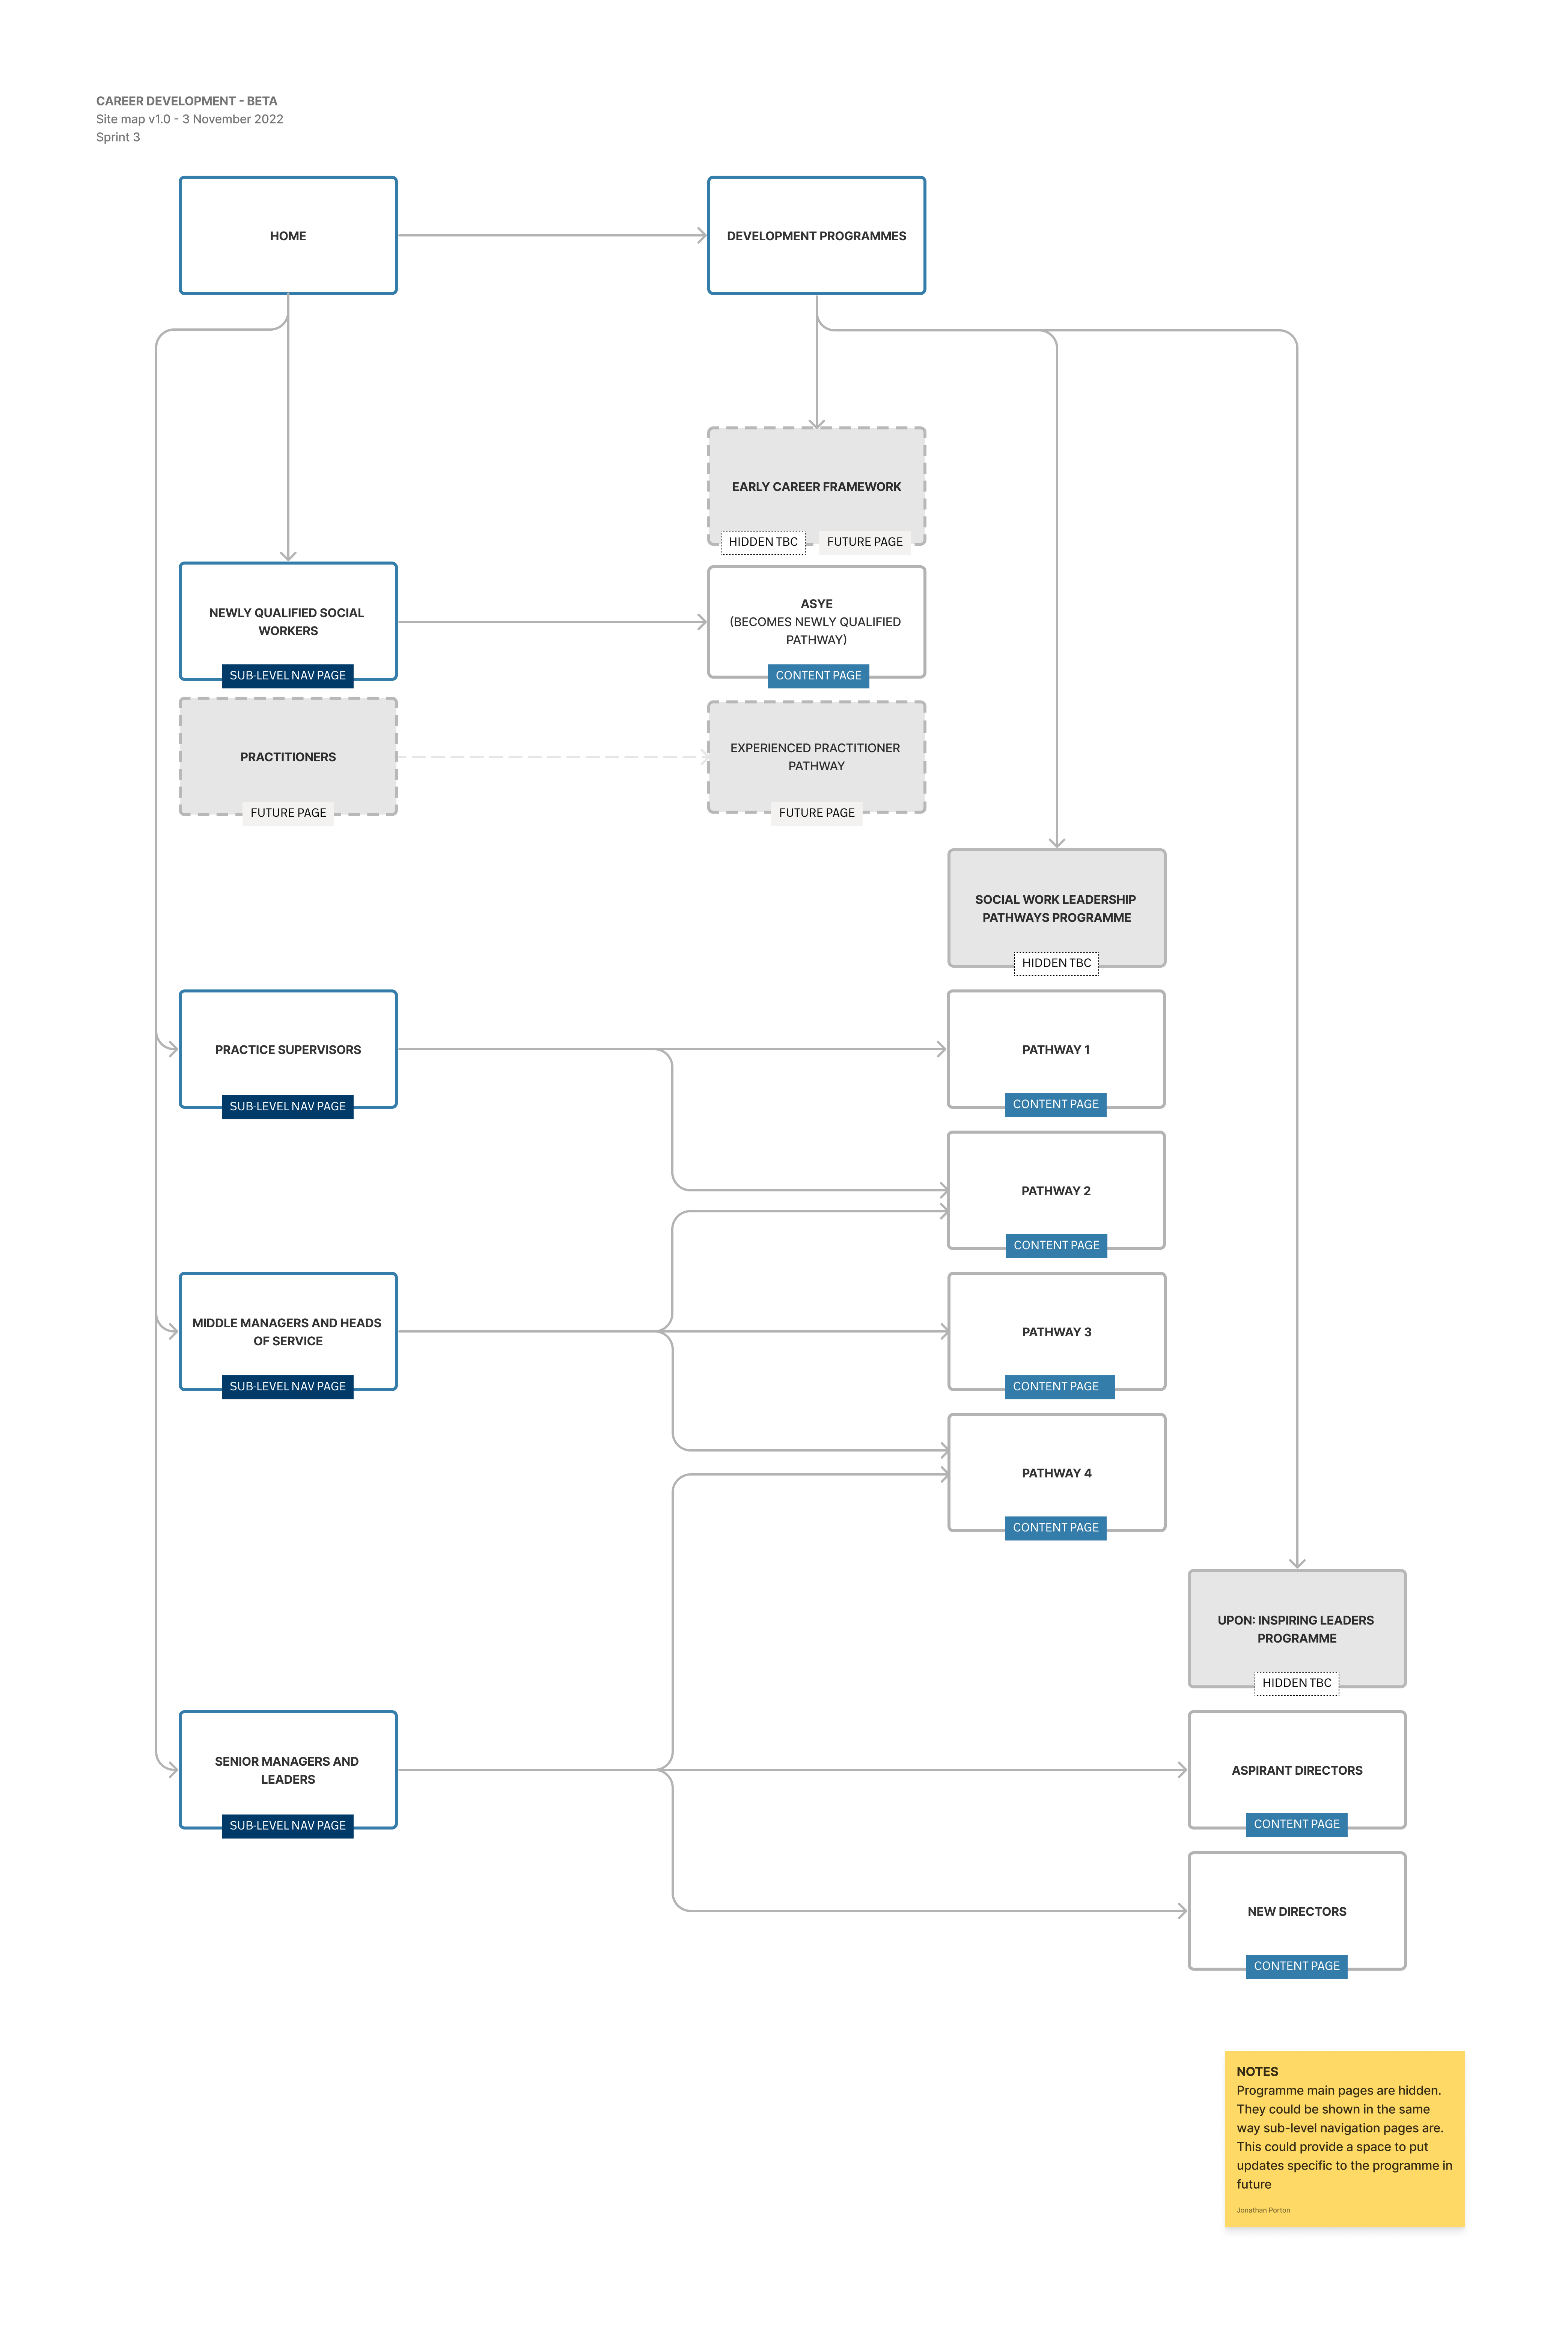 CAREER DEVELOPMENT - BETA
Site map v1.0 - 3 November 2022
Sprint 3
HOME
DEVELOPMENT PROGRAMMES
EARLY CAREER FRAMEWORK
HIDDEN TBC
FUTURE PAGE
NEWLY QUALIFIED SOCIAL
WORKERS
SUB-LEVEL NAV PAGE
ASYE
(BECOMES NEWLY QUALIFIED
PATHWAY)
CONTENT PAGE
PRACTITIONERS
FUTURE PAGE
EXPERIENCED PRACTITIONER
PATHWAY
FUTURE PAGE
SOCIAL WORK LEADERSHIP
PATHWAYS PROGRAMME
HIDDEN TBC
PRACTICE SUPERVISORS
SUB-LEVEL NAV PAGE
PATHWAY 1
CONTENT PAGE
PATHWAY 2
CONTENT PAGE
MIDDLE MANAGERS AND HEADS
OF SERVICE
SUB-LEVEL NAV PAGE
PATHWAY 3
CONTENT PAGE
PATHWAY 4
CONTENT PAGE
UPON: INSPIRING LEADERS
PROGRAMME
HIDDEN TBC
SENIOR MANAGERS AND
LEADERS
SUB-LEVEL NAV PAGE
ASPIRANT DIRECTORS
CONTENT PAGE
NEW DIRECTORS
CONTENT PAGE
NOTES
Programme main pages are hidden.
They could be shown in the same
way sub-level navigation pages are.
This could provide a space to put
updates specific to the programme in
future
Jonathan Porton